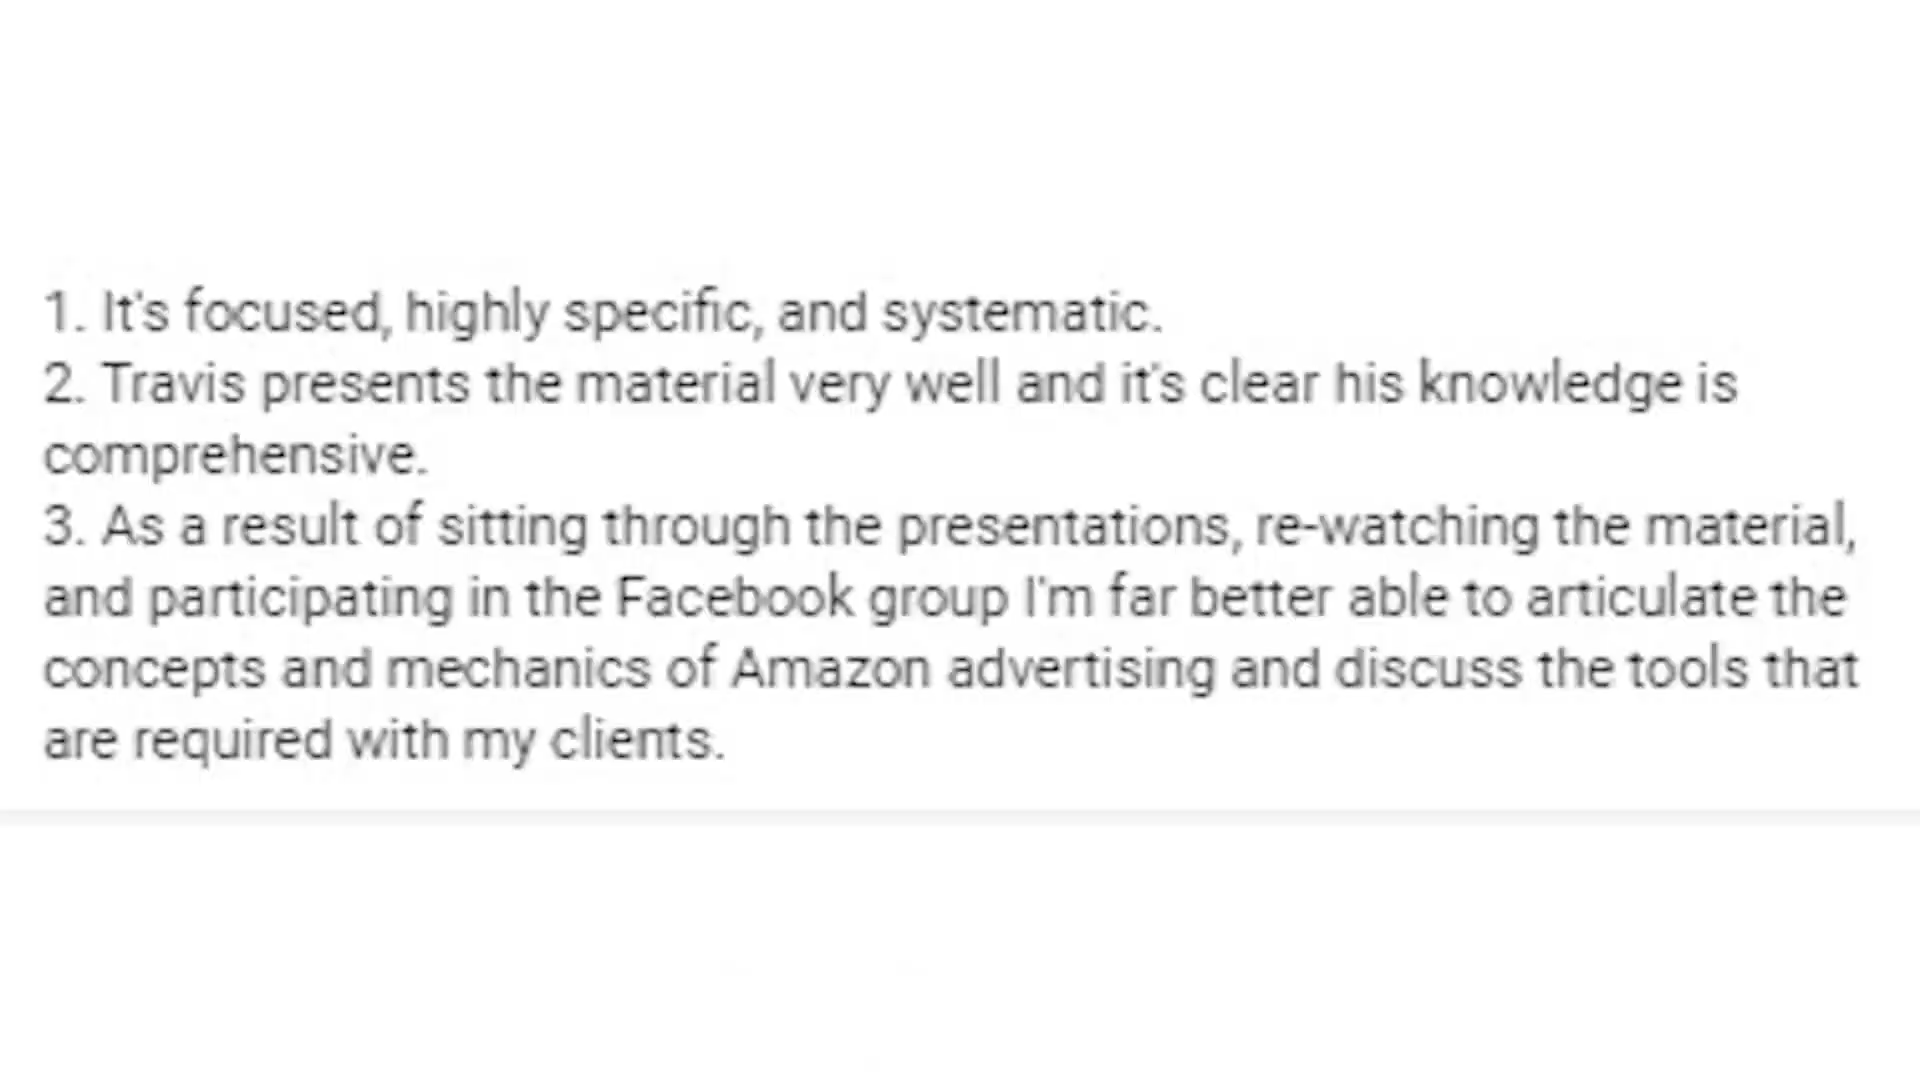 1. It's focused, highly specific, and systematic.
2. Travis presents the material very well and it's clear his knowledge is
comprehensive.
3. As a result of sitting through the presentations, re-watching the material,
and participating in the Facebook group I'm far better able to articulate the
concepts and mechanics of Amazon advertising and discuss the tools that
are required with my clients.